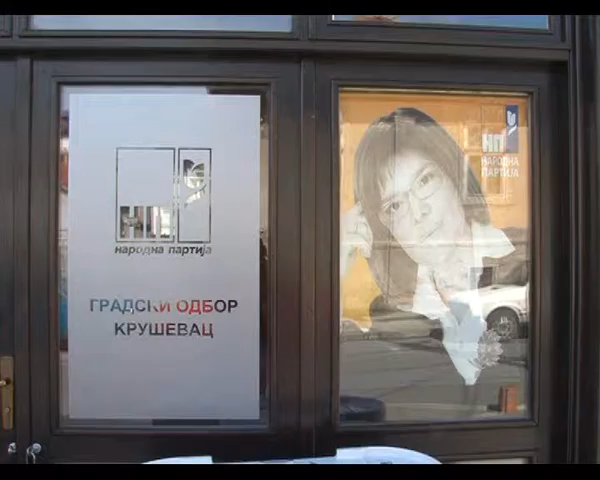 НП
народна партија
ГРАДСКИ ОДБОР
КРУШЕВАЦ
НП
НАРОДНА
ПАРТИЈА